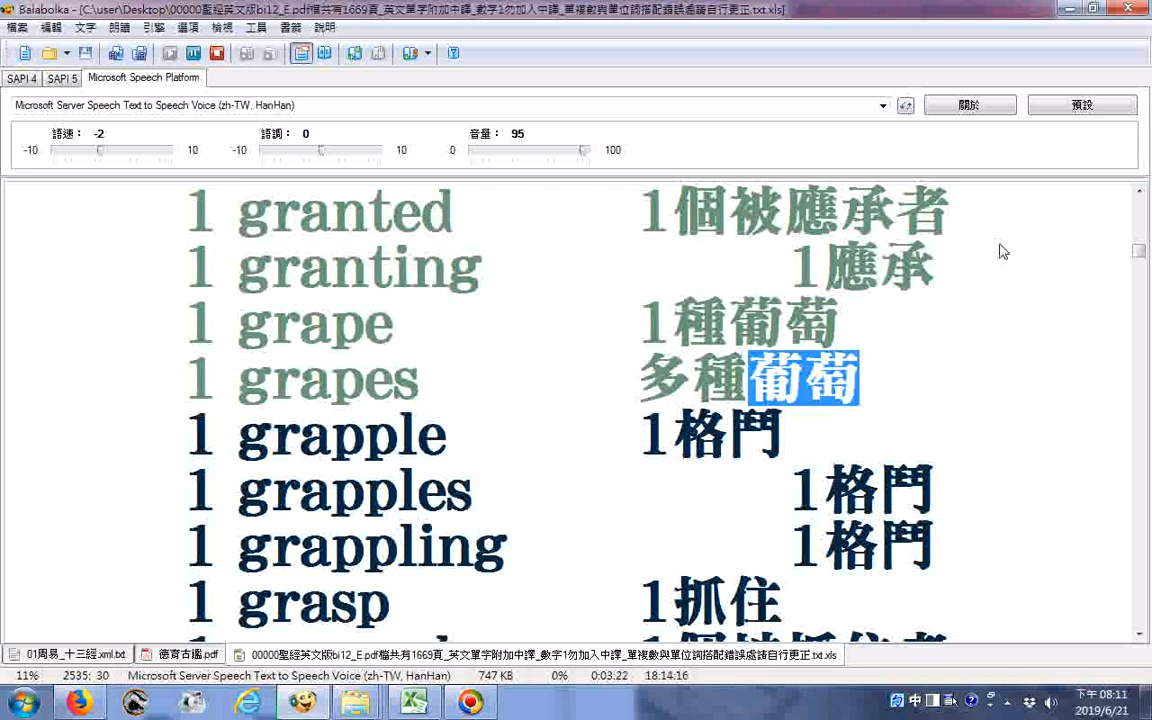 Balabolka - [C:\user\Desktop\00000聖經英文版bi12_E.pdf檔共有1669頁_英文單字附加中譯_數字1勿加入中譯_單複數與單位詞搭配錯誤處請自行更正.txt.xls]
檔案 編輯 文字 朗讀 引擎 選項 檢視 工具 書籤 說明
SAPI 4 SAPI 5 Microsoft Speech Platform
Microsoft Server Speech Text to Speech Voice (zh-TW, HanHan) 關於 預設
語速： -2 語調： 0 音量： 95
-10 10 -10 10 0 100
1 granted 1個被應承者
1 granting 1應承
1 grape 1種葡萄
1 grapes 多種葡萄
1 grapple 1格鬥
1 grapples 1格鬥
1 grappling 1格鬥
1 grasp 1抓住
01周易_十三經.xml.txt 德育古鑑.pdf 00000聖經英文版bi12_E.pdf檔共有1669頁_英文單字附加中譯_數字1勿加入中譯_單複數與單位詞搭配錯誤處請自行更正.txt.xls
11% 2535: 30 Microsoft Server Speech Text to Speech Voice (zh-TW, HanHan) 747 KB 0% 0:03:22 18:14:16
中 下午 08:11
2019/6/21